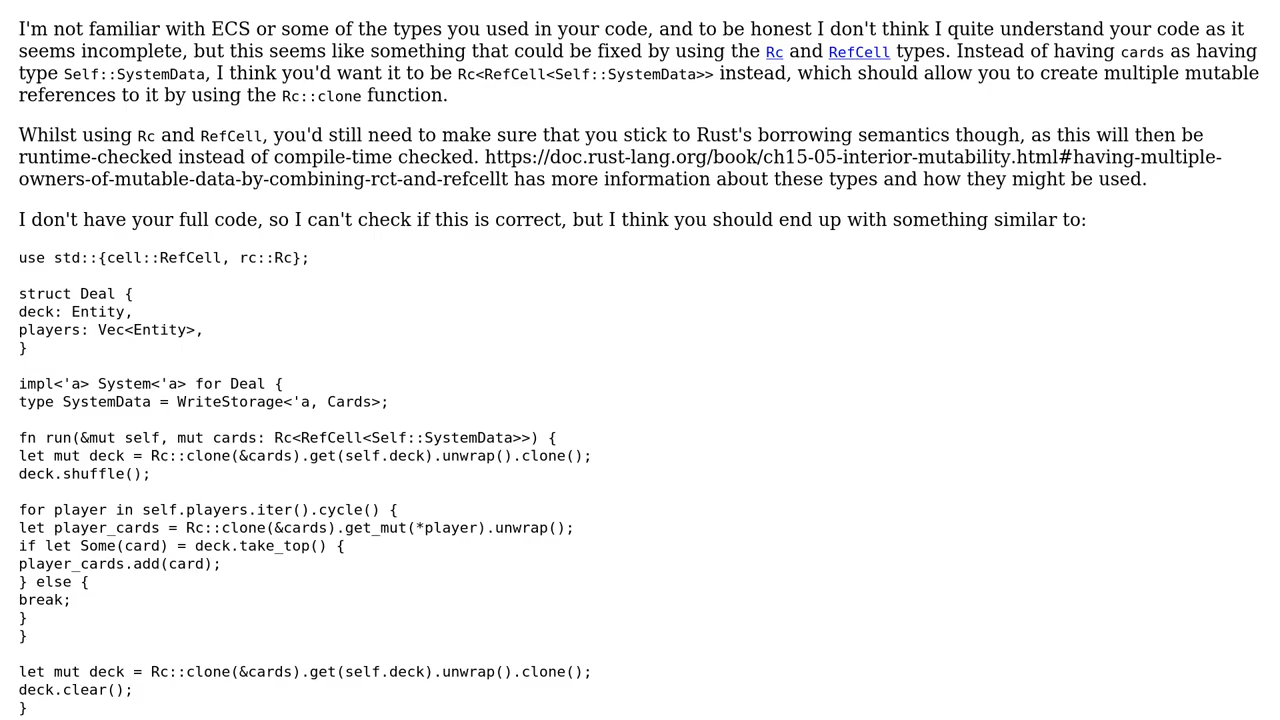 I'm not familiar with ECS or some of the types you used in your code, and to be honest I don't think I quite understand your code as it
seems incomplete, but this seems like something that could be fixed by using the Rc and RefCell types. Instead of having cards as having
type Self::SystemData, I think you'd want it to be Rc<RefCell<Self::SystemData>> instead, which should allow you to create multiple mutable
references to it by using the Rc::clone function.
Whilst using Rc and RefCell, you'd still need to make sure that you stick to Rust's borrowing semantics though, as this will then be
runtime-checked instead of compile-time checked. https://doc.rust-lang.org/book/ch15-05-interior-mutability.html#having-multiple-
owners-of-mutable-data-by-combining-rct-and-refcellt has more information about these types and how they might be used.
I don't have your full code, so I can't check if this is correct, but I think you should end up with something similar to:
use std::{cell::RefCell, rc::Rc};
struct Deal {
deck: Entity,
players: Vec<Entity>,
}
impl<'a> System<'a> for Deal {
type SystemData = WriteStorage<'a, Cards>;
fn run(&mut self, mut cards: Rc<RefCell<Self::SystemData>>) {
let mut deck = Rc::clone(&cards).get(self.deck).unwrap().clone();
deck.shuffle();
for player in self.players.iter().cycle() {
let player_cards = Rc::clone(&cards).get_mut(*player).unwrap();
if let Some(card) = deck.take_top() {
player_cards.add(card);
} else {
break;
}
}
let mut deck = Rc::clone(&cards).get(self.deck).unwrap().clone();
deck.clear();
}